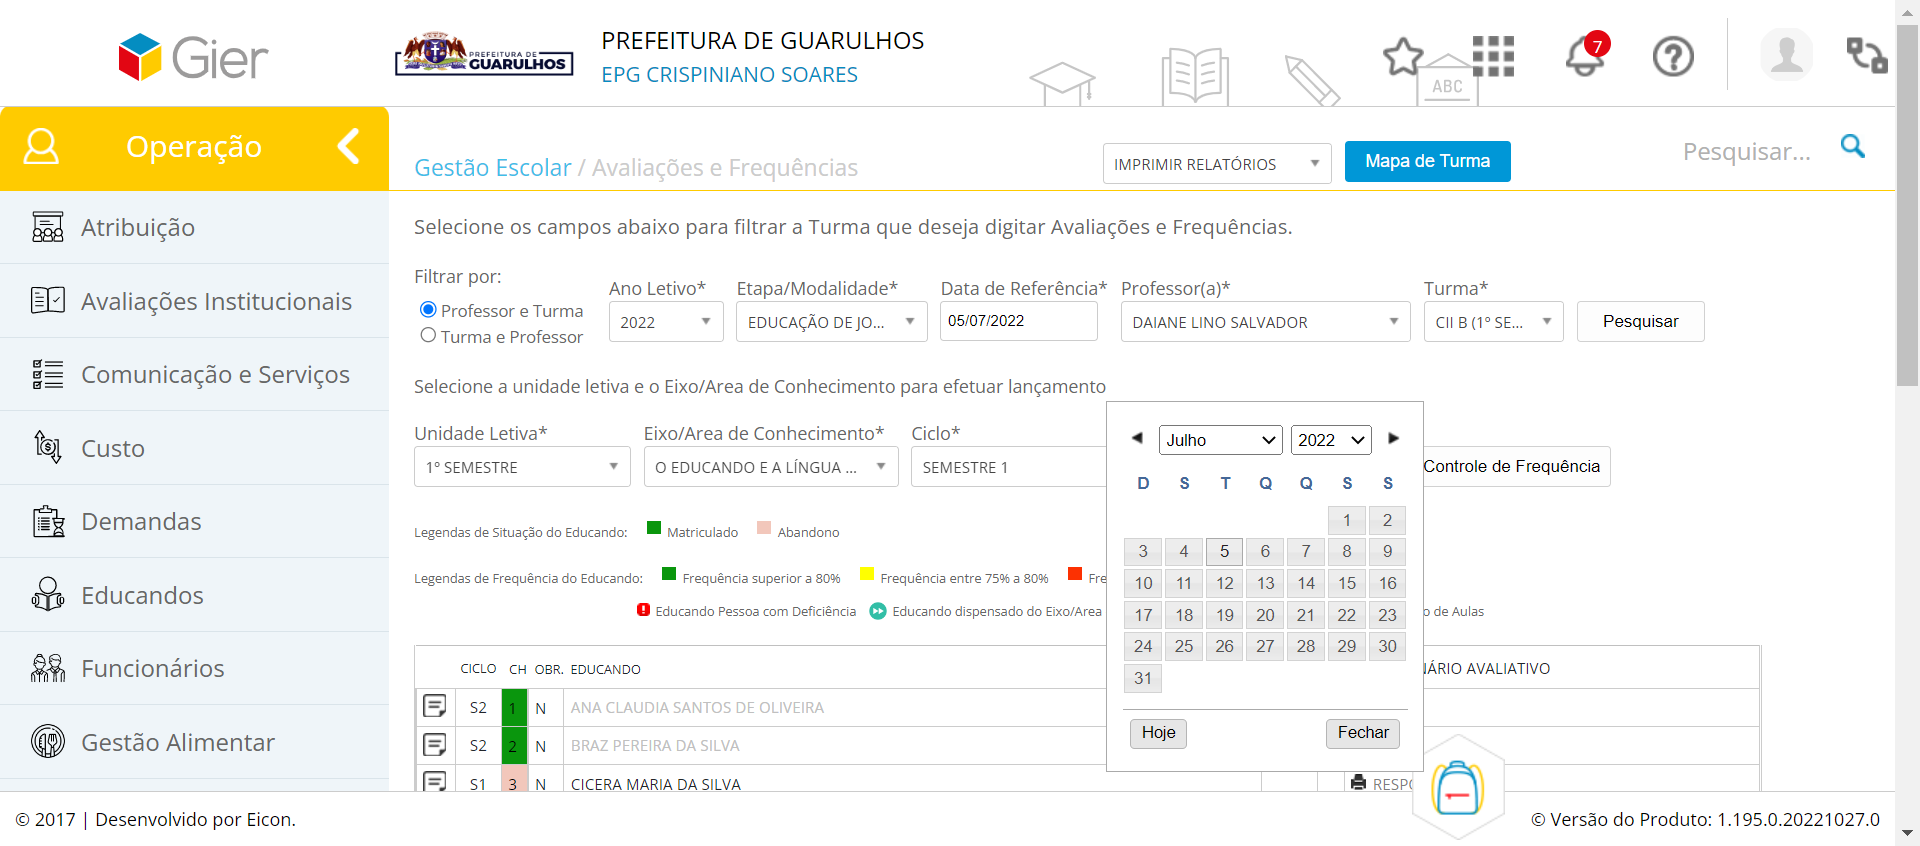 Gier
PREFEITURA DE
GUARULHOS
PREFEITURA DE GUARULHOS
EPG CRISPINIANO SOARES
ABC
7
Operação
Gestão Escolar / Avaliações e Frequências
IMPRIMIR RELATÓRIOS
Mapa de Turma
Pesquisar...
Atribuição
Avaliações Institucionais
Comunicação e Serviços
Custo
Demandas
Educandos
Funcionários
Gestão Alimentar
Selecione os campos abaixo para filtrar a Turma que deseja digitar Avaliações e Frequências.
Filtrar por:
Professor e Turma
Turma e Professor
Ano Letivo* Etapa/Modalidade* Data de Referência* Professor(a)* Turma*
2022 EDUCAÇÃO DE JO... 05/07/2022 DAIANE LINO SALVADOR CII B (1º SE... Pesquisar
Selecione a unidade letiva e o Eixo/Area de Conhecimento para efetuar lançamento
Unidade Letiva* Eixo/Area de Conhecimento* Ciclo*
1º SEMESTRE O EDUCANDO E A LÍNGUA ... SEMESTRE 1 Controle de Frequência
Legendas de Situação do Educando: Matriculado Abandono
Legendas de Frequência do Educando: Frequência superior a 80% Frequência entre 75% a 80% Fre
Educando Pessoa com Deficiência Educando dispensado do Eixo/Area o de Aulas
Julho 2022
D S T Q Q S S
1 2
3 4 5 6 7 8 9
10 11 12 13 14 15 16
17 18 19 20 21 22 23
24 25 26 27 28 29 30
31
Hoje Fechar
CICLO CH OBR. EDUCANDO NÁRIO AVALIATIVO
S2 1 N ANA CLAUDIA SANTOS DE OLIVEIRA
S2 2 N BRAZ PEREIRA DA SILVA
S1 3 N CICERA MARIA DA SILVA RESPO
© 2017 | Desenvolvido por Eicon.
© Versão do Produto: 1.195.0.20221027.0